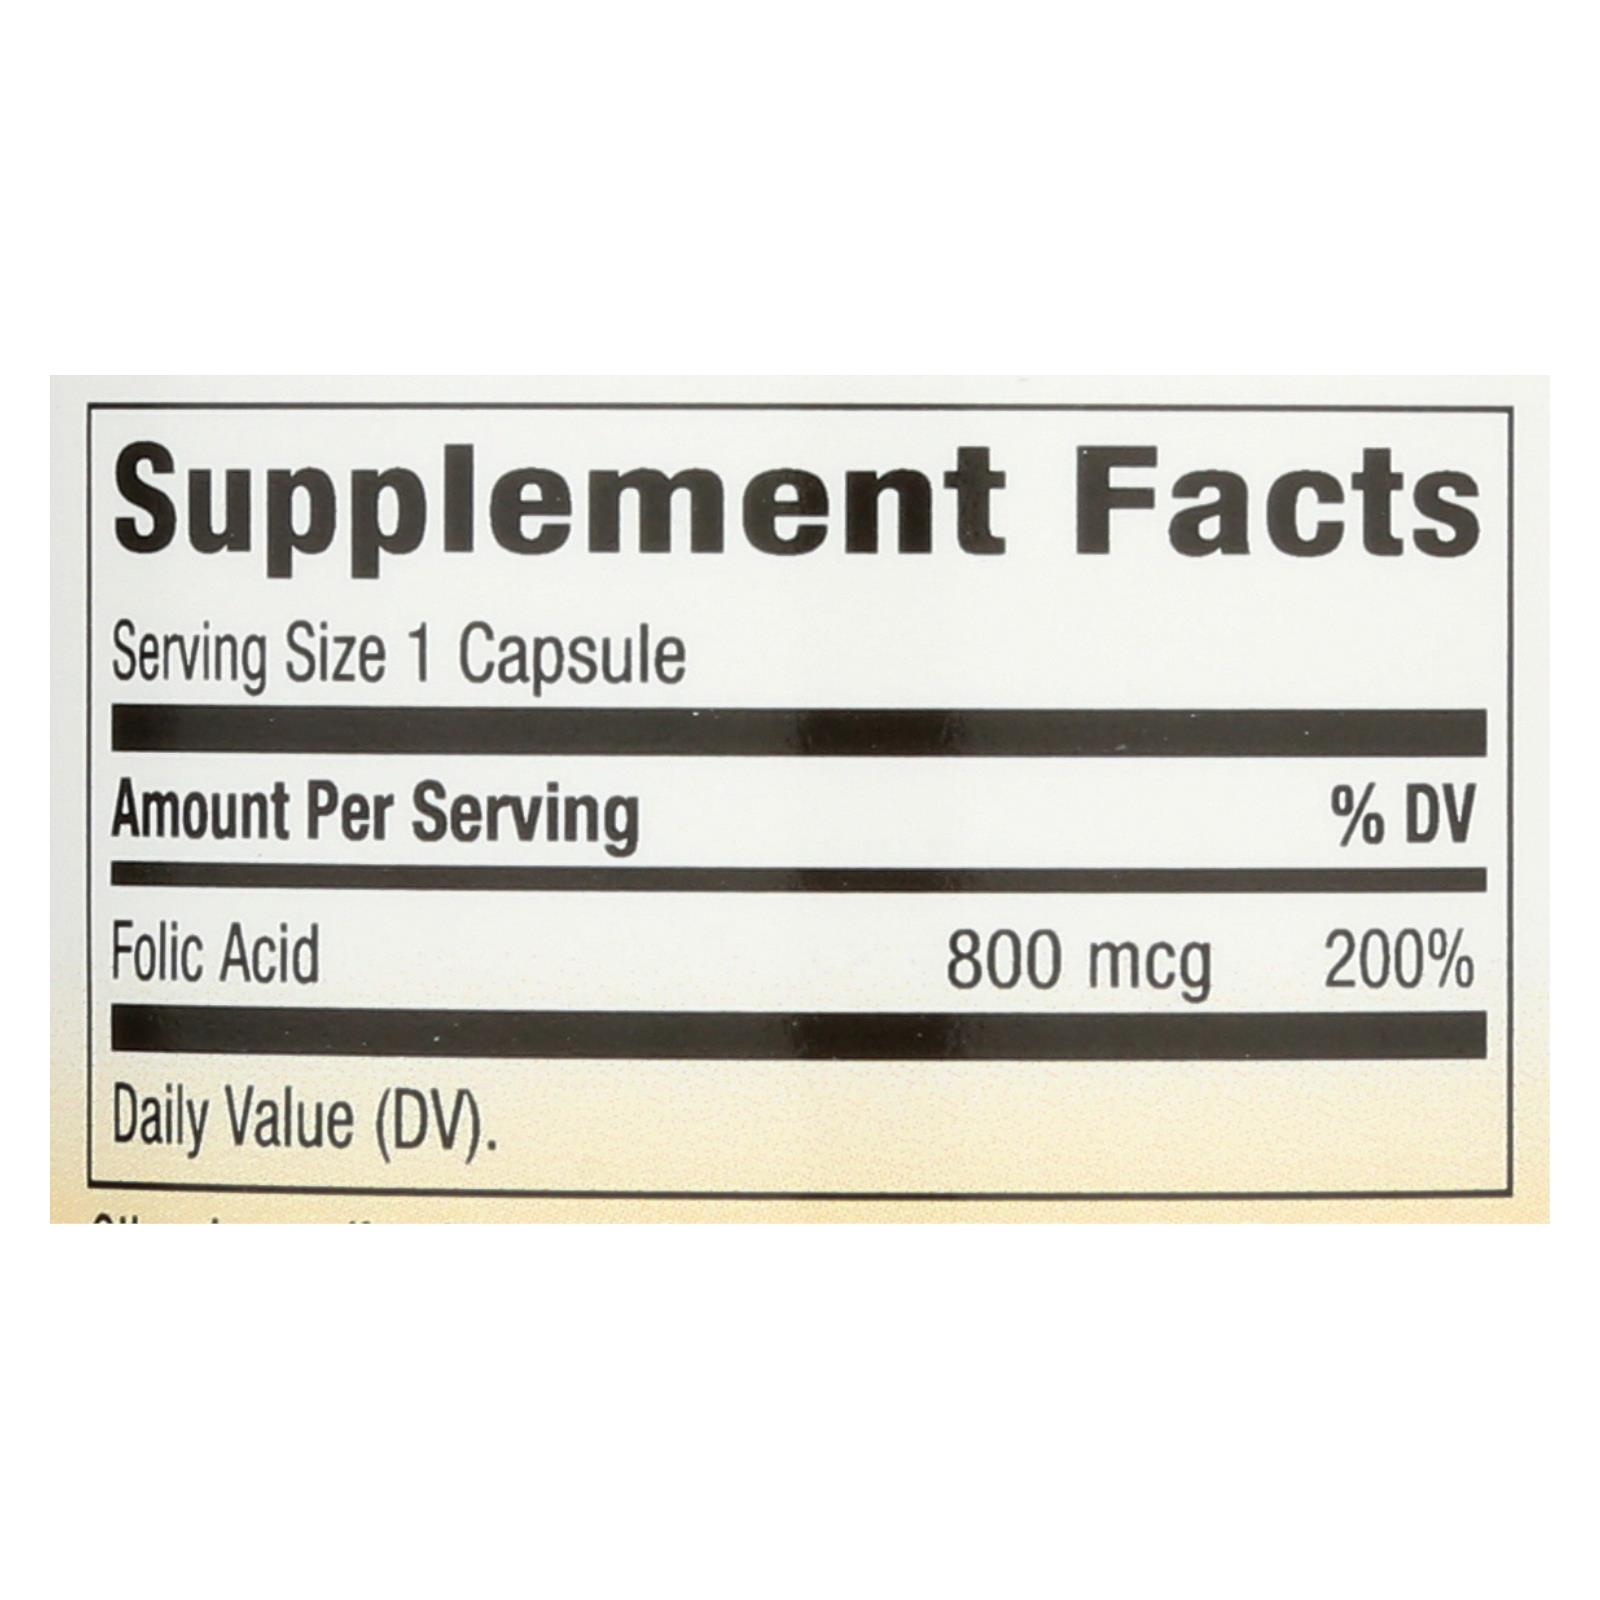 Supplement Facts
Serving Size 1 Capsule
Amount Per Serving % DV
Folic Acid 800 mcg 200%
Daily Value (DV).